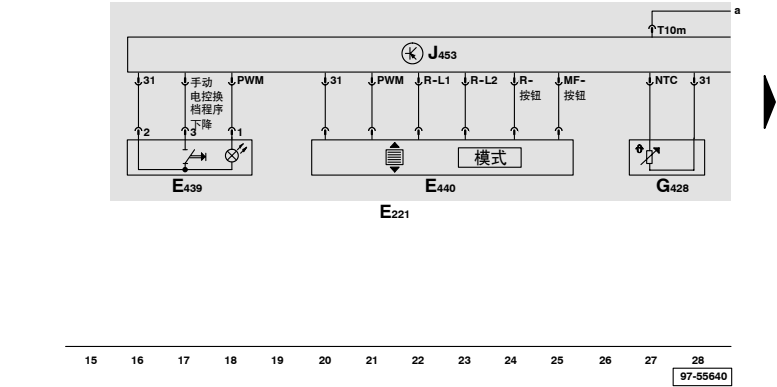 a
T10m
J453
31 手动 PWM 31 PWM R-L1 R-L2 R- MF- NTC 31
电控换 按钮 按钮
档程序
下降
2 3 1
模式
E439 E440 G428
E221
15 16 17 18 19 20 21 22 23 24 25 26 27 28
97-55640